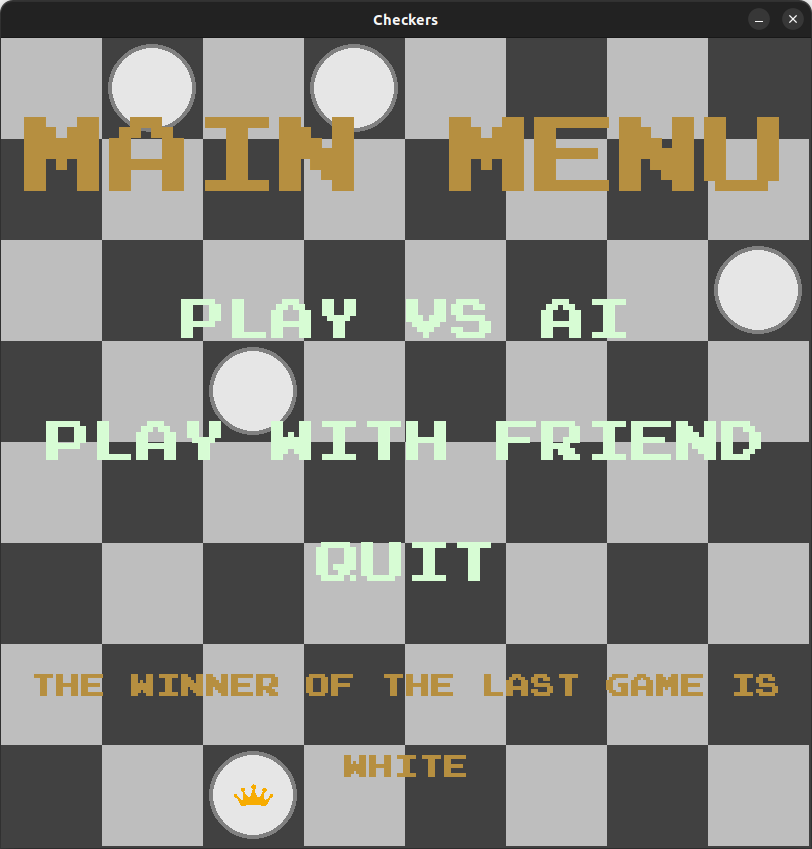 Checkers
MAIN MENU
PLAY VS AI
PLAY WITH FRIEND
QUIT
THE WINNER OF THE LAST GAME IS
WHITE